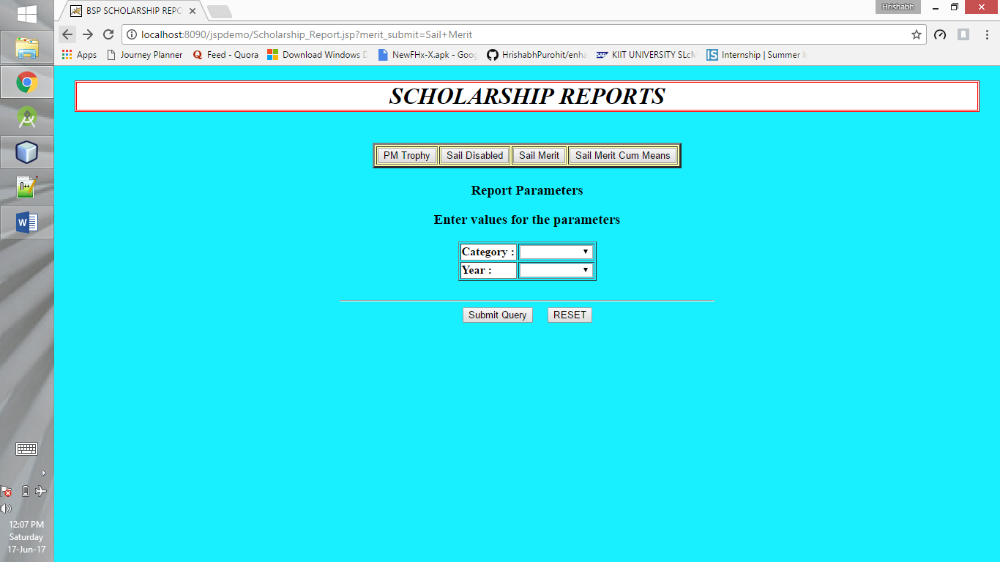 BSP SCHOLARSHIP REPO
Hrishabh
localhost:8090/jspdemo/Scholarship_Report.jsp?merit_submit=Sail+Merit
Apps Journey Planner Feed - Quora Download Windows NewFHx-X.apk - Goog HrishabhPurohit/enha KIIT UNIVERSITY SLcM Internship | Summer
SCHOLARSHIP REPORTS
PM Trophy Sail Disabled Sail Merit Sail Merit Cum Means
Report Parameters
Enter values for the parameters
Category :
Year :
Submit Query RESET
12:07 PM
Saturday
17-Jun-17